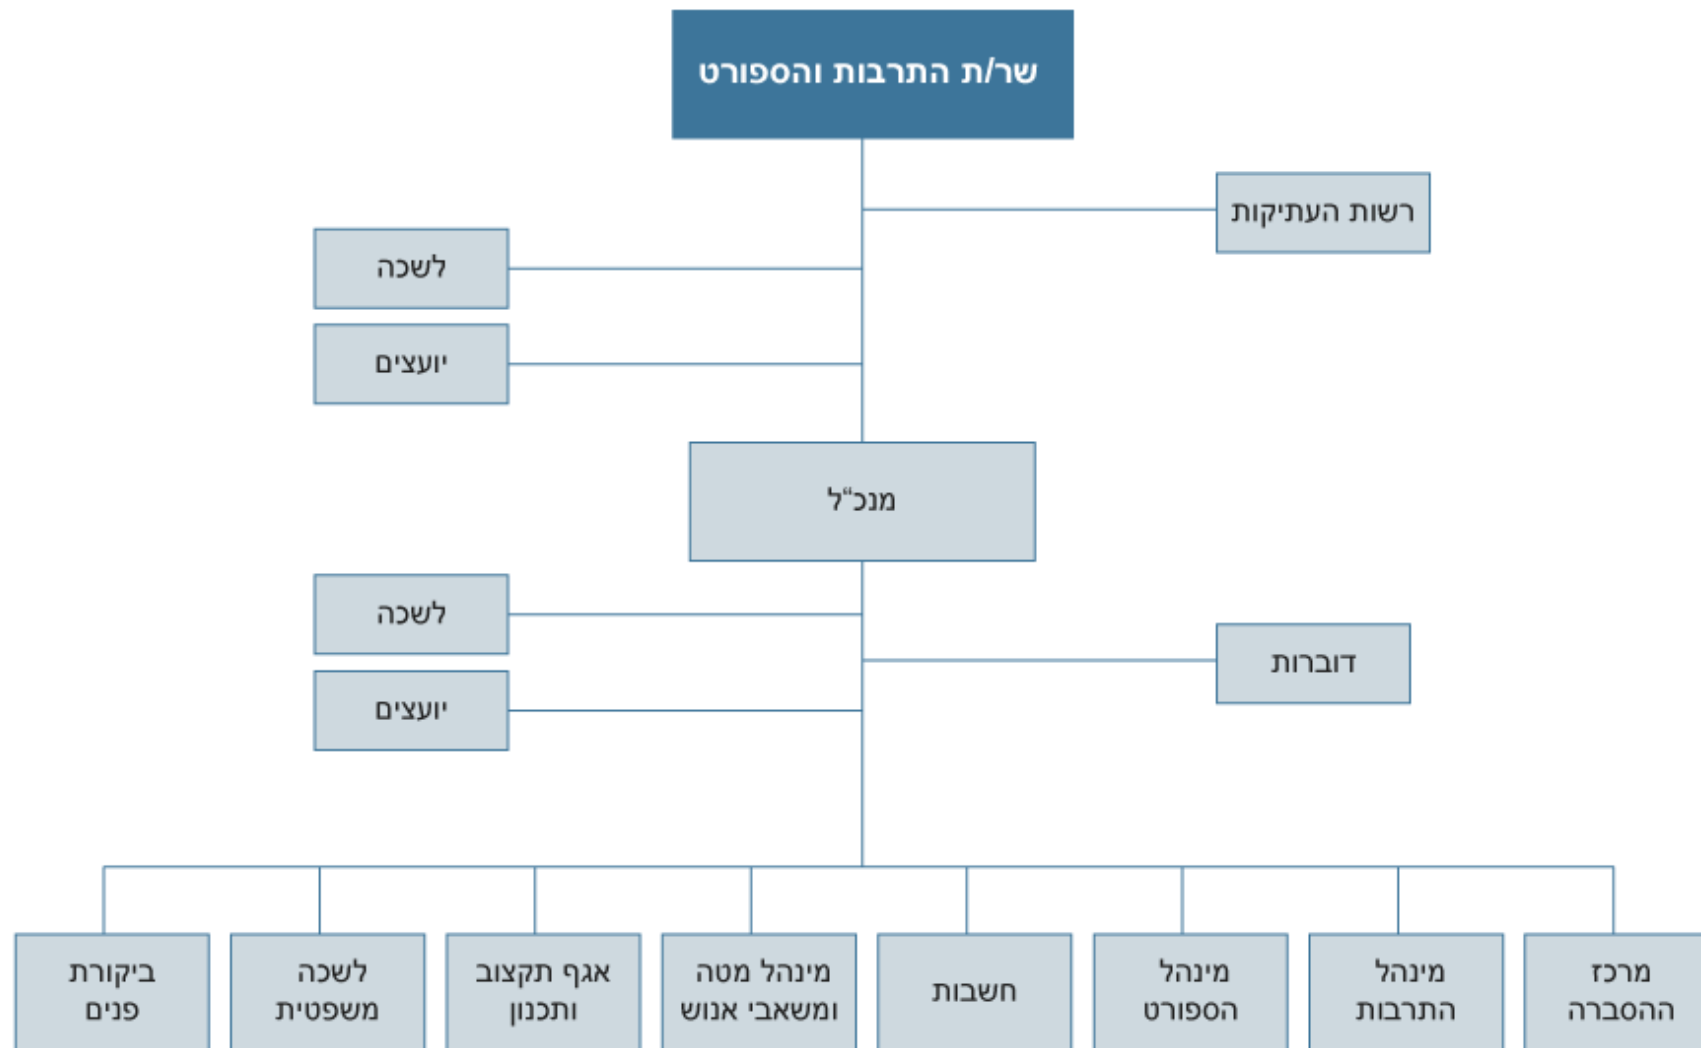 שר/ת התרבות והספורט
רשות העתיקות
לשכה
יועצים
מנכ“ל
לשכה
דוברות
יועצים
מרכז
ההסברה
מינהל
התרבות
מינהל
הספורט
חשבות
מינהל מטה
ומשאבי אנוש
אגף תקצוב
ותכנון
לשכה
משפטית
ביקורת
פנים